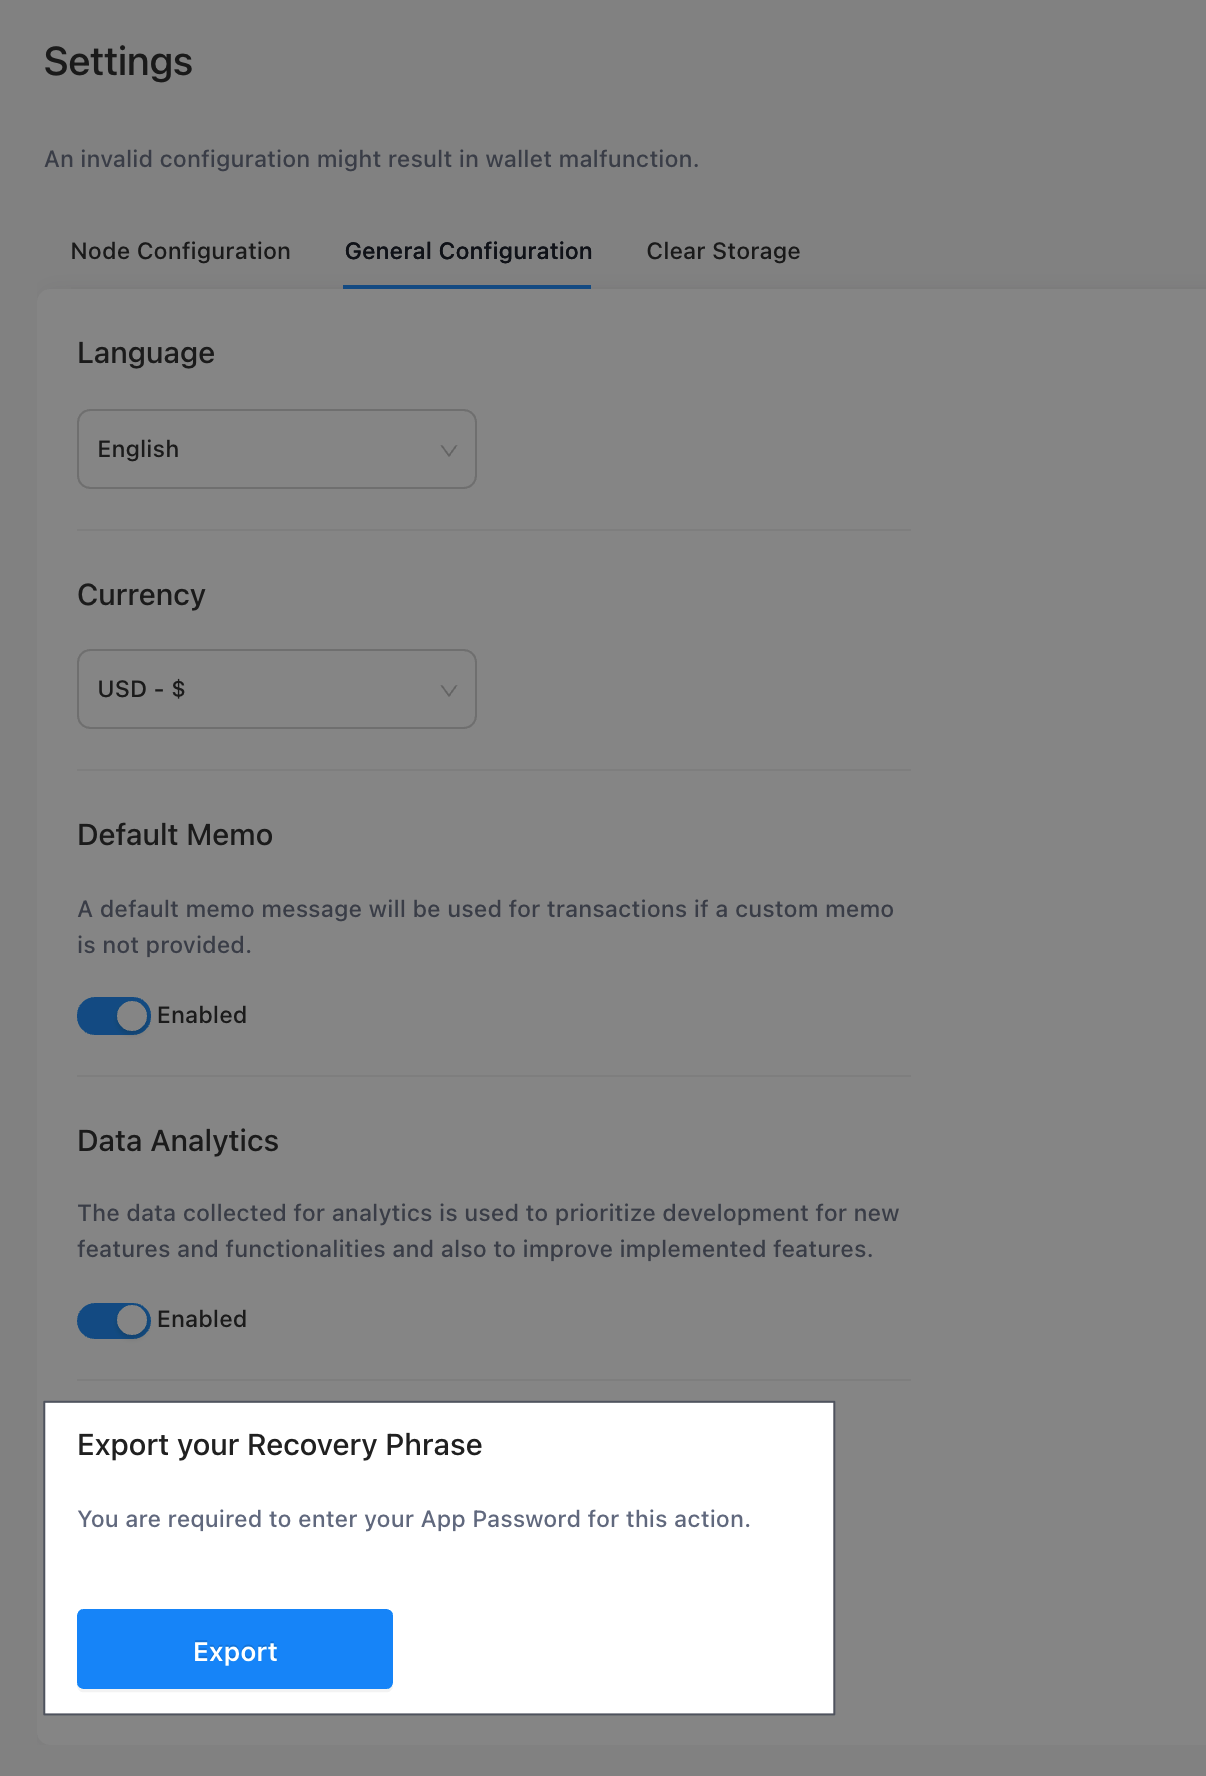 Settings
An invalid configuration might result in wallet malfunction.
Node Configuration General Configuration Clear Storage
Language
English
Currency
USD - $
Default Memo
A default memo message will be used for transactions if a custom memo
is not provided.
Enabled
Data Analytics
The data collected for analytics is used to prioritize development for new
features and functionalities and also to improve implemented features.
Enabled
Export your Recovery Phrase
You are required to enter your App Password for this action.
Export